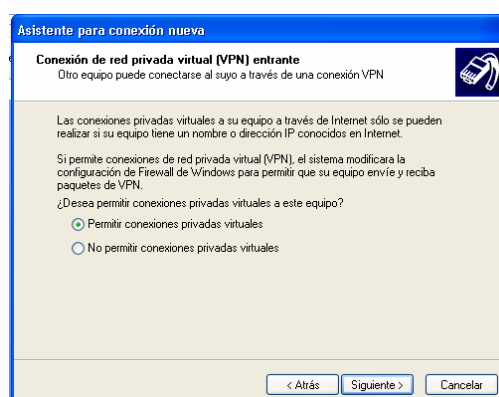 Asistente para conexión nueva
Conexión de red privada virtual (VPN) entrante
Otro equipo puede conectarse al suyo a través de una conexión VPN
Las conexiones privadas virtuales a su equipo a través de Internet sólo se pueden
realizar si su equipo tiene un nombre o dirección IP conocidos en Internet.
Si permite conexiones de red privada virtual (VPN), el sistema modificara la
configuración de Firewall de Windows para permitir que su equipo envíe y reciba
paquetes de VPN.
¿Desea permitir conexiones privadas virtuales a este equipo?
Permitir conexiones privadas virtuales
No permitir conexiones privadas virtuales
< Atrás Siguiente > Cancelar